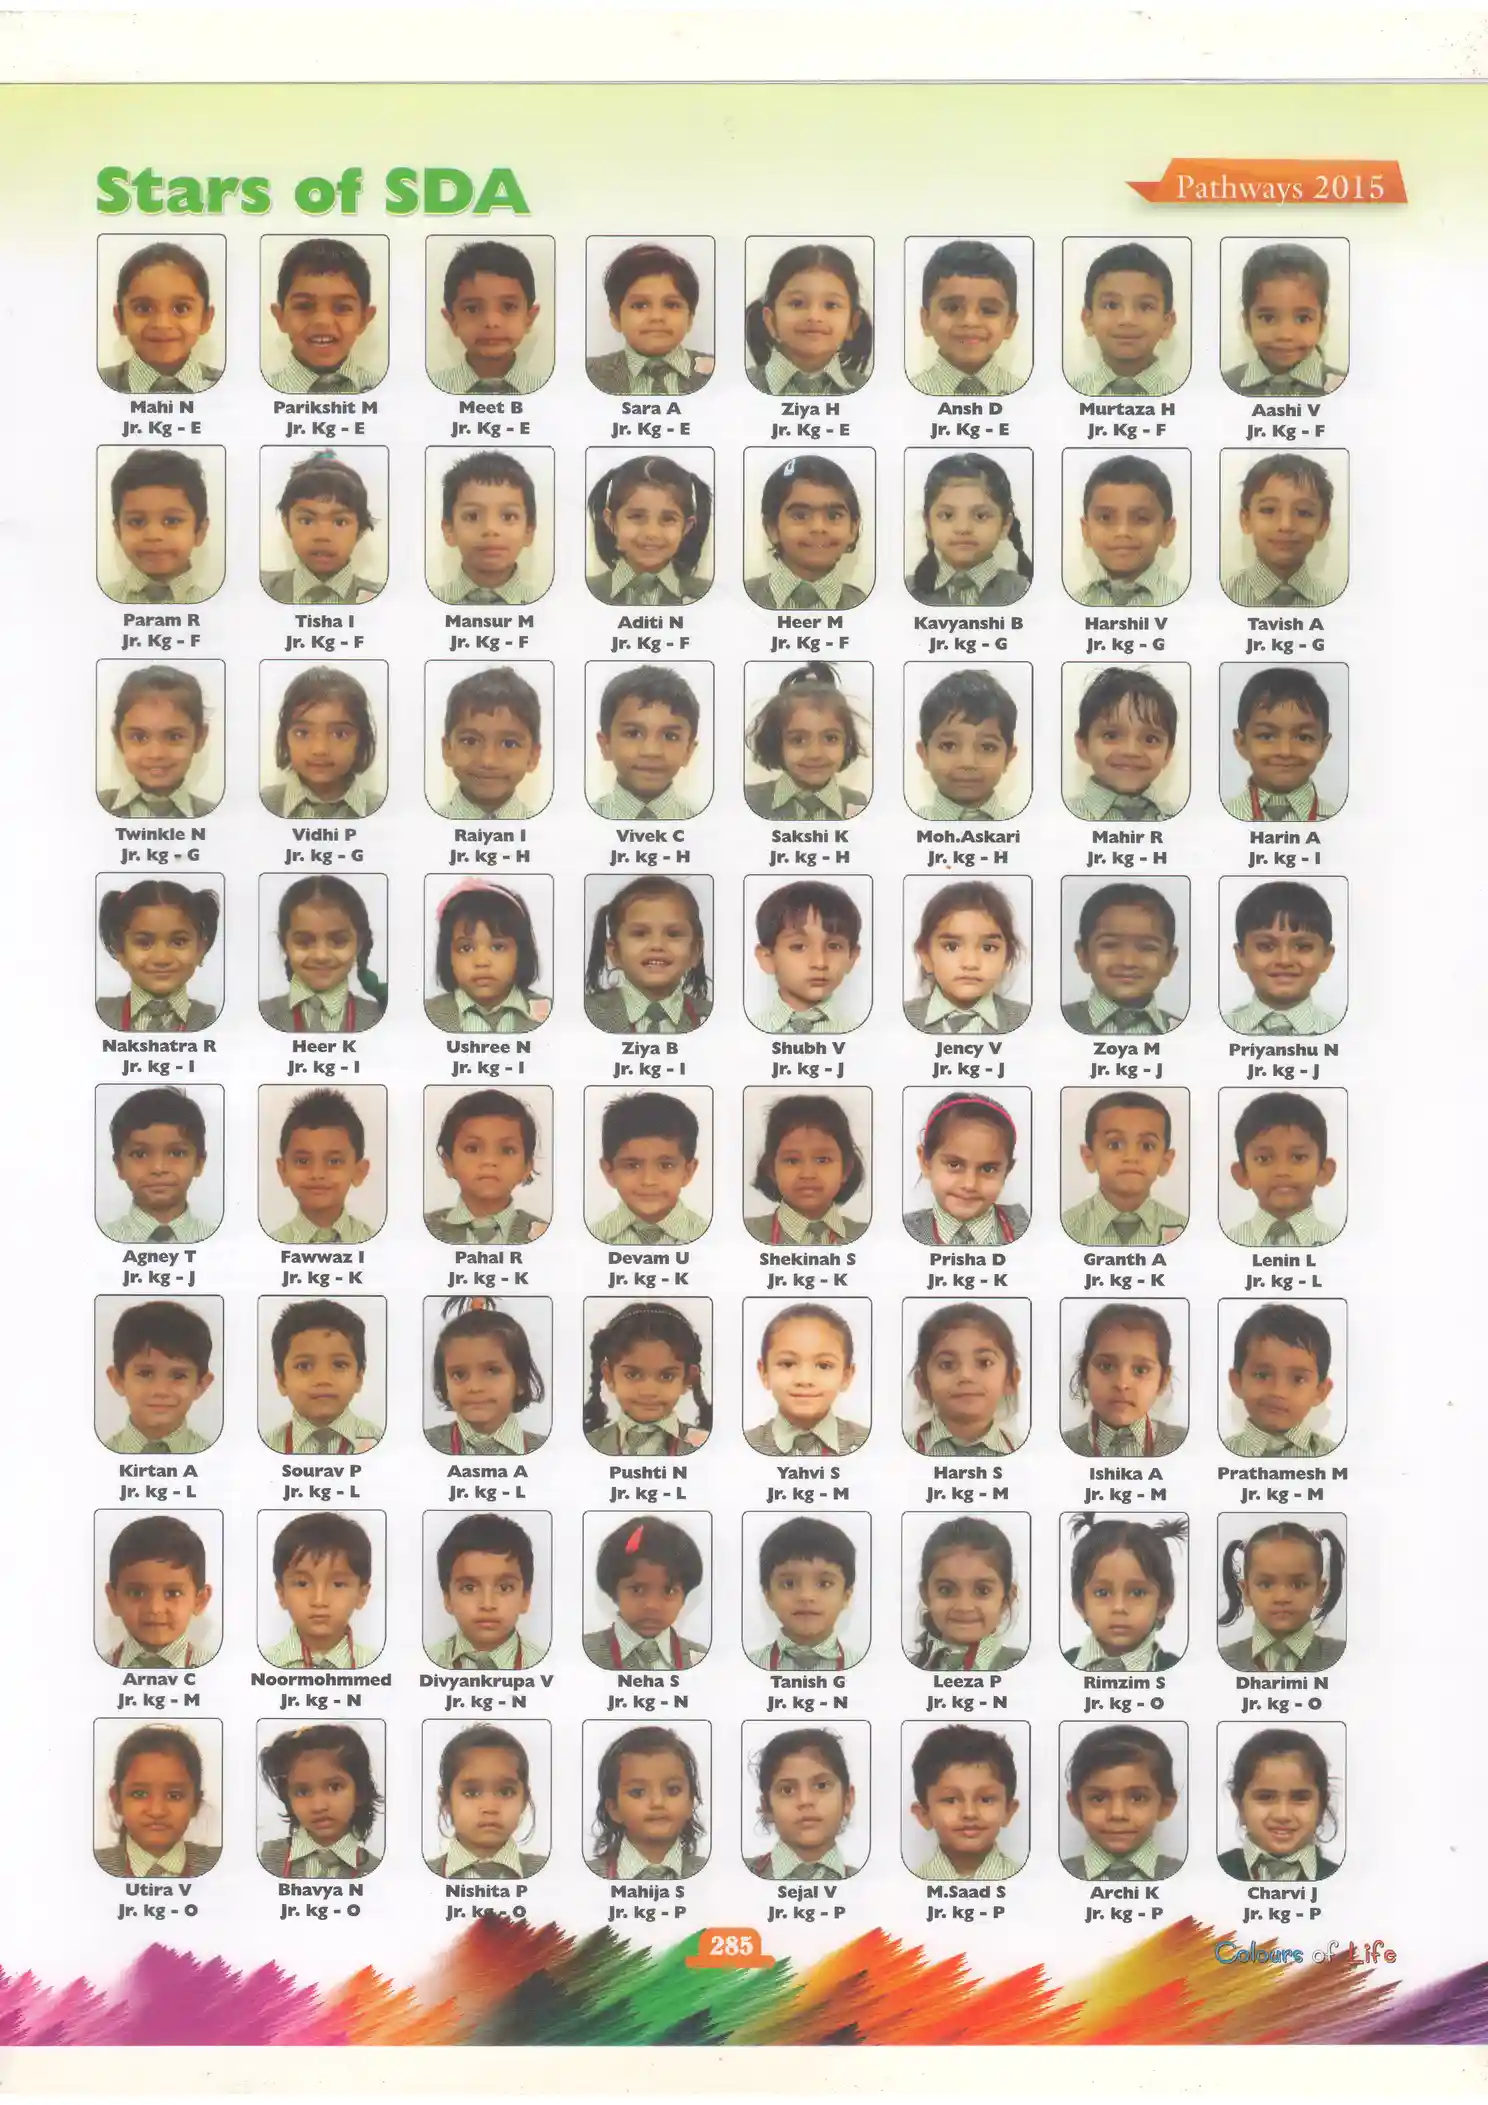 Stars of SDA
Pathways 2015
Mahi N Parikshit M Meet B Sara A Ziya H Ansh D Murtaza H Aashi V
Jr. Kg - E Jr. Kg - E Jr. Kg - E Jr. Kg - E Jr. Kg - E Jr. Kg - E Jr. Kg - F Jr. Kg - F
Param R Tisha I Mansur M Aditi N Heer M Kavyanshi B Harshil V Tavish A
Jr. Kg - F Jr. Kg - F Jr. Kg - F Jr. Kg - F Jr. Kg - F Jr. kg - G Jr. kg - G Jr. kg - G
Twinkle N Vidhi P Raiyan I Vivek C Sakshi K Moh.Askari Mahir R Harin A
Jr. kg - G Jr. kg - G Jr. kg - H Jr. kg - H Jr. kg - H Jr. kg - H Jr. kg - H Jr. kg - I
Nakshatra R Heer K Ushree N Ziya B Shubh V Jency V Zoya M Priyanshu N
Jr. kg - I Jr. kg - I Jr. kg - I Jr. kg - I Jr. kg - J Jr. kg - J Jr. kg - J Jr. kg - J
Agney T Fawwaz I Pahal R Devam U Shekinah S Prisha D Granth A Lenin L
Jr. kg - J Jr. kg - K Jr. kg - K Jr. kg - K Jr. kg - K Jr. kg - K Jr. kg - K Jr. kg - L
Kirtan A Sourav P Aasma A Pushti N Yahvi S Harsh S Ishika A Prathamesh M
Jr. kg - L Jr. kg - L Jr. kg - L Jr. kg - L Jr. kg - M Jr. kg - M Jr. kg - M Jr. kg - M
Arnav C Noormohmmed Divyankrupa V Neha S Tanish G Leeza P Rimzim S Dharimi N
Jr. kg - M Jr. kg - N Jr. kg - N Jr. kg - N Jr. kg - N Jr. kg - N Jr. kg - O Jr. kg - O
Utira V Bhavya N Nishita P Mahija S Sejal V M.Saad S Archi K Charvi J
Jr. kg - O Jr. kg - O Jr. kg - O Jr. kg - P Jr. kg - P Jr. kg - P Jr. kg - P Jr. kg - P
285
Colours of Life